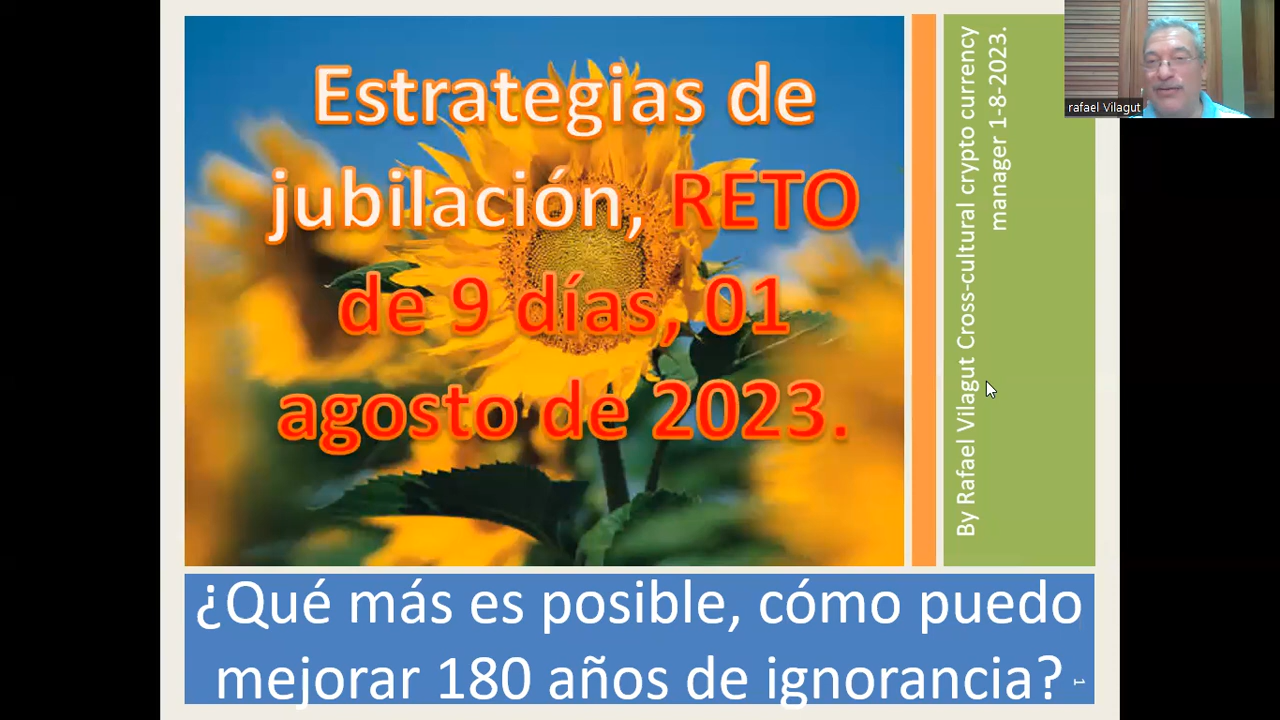 Estrategias de
jubilación, RETO
de 9 días, 01
agosto de 2023.
By Rafael Vilagut Cross-cultural crypto currency
manager 1-8-2023.
rafael Vilagut
¿Qué más es posible, cómo puedo
mejorar 180 años de ignorancia?
1